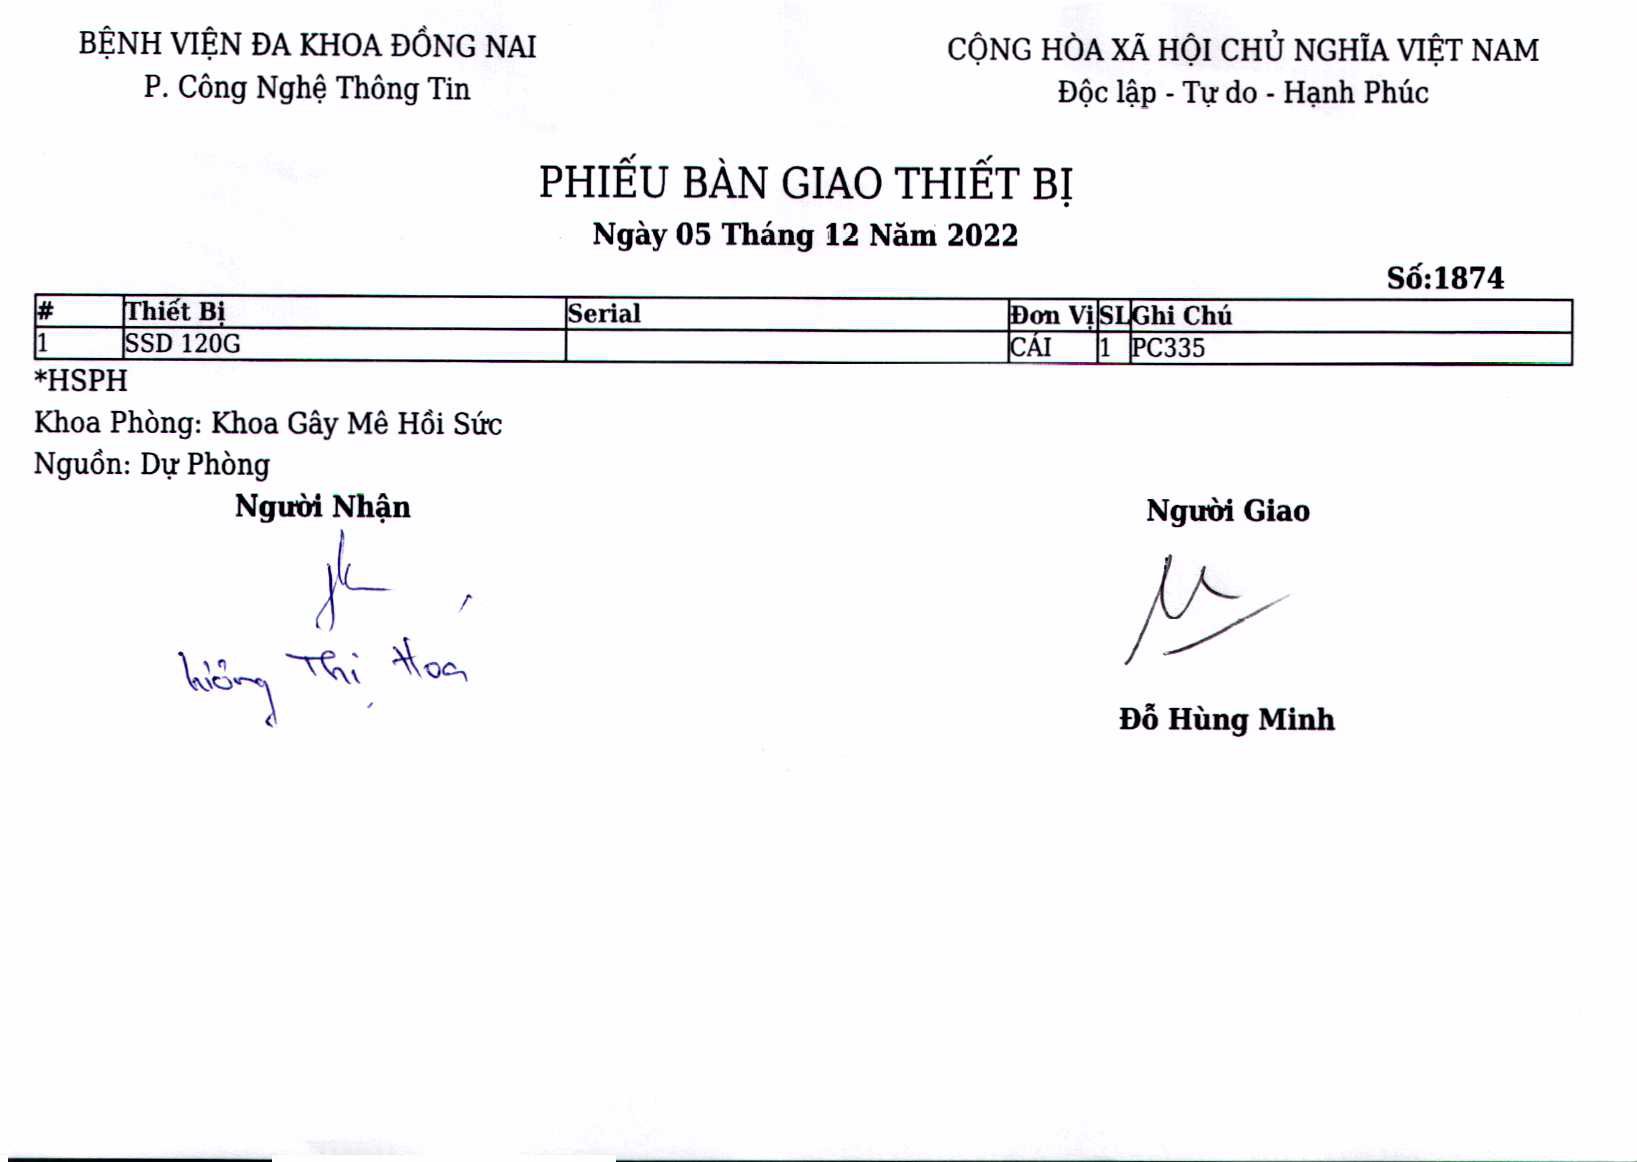 BỆNH VIỆN ĐA KHOA ĐỒNG NAI
P. Công Nghệ Thông Tin
CỘNG HÒA XÃ HỘI CHỦ NGHĨA VIỆT NAM
Độc lập - Tự do - Hạnh Phúc
PHIẾU BÀN GIAO THIẾT BỊ
Ngày 05 Tháng 12 Năm 2022
Số:1874
# Thiết Bị Serial Đơn Vị SL Ghi Chú
1 SSD 120G CÁI 1 PC335
*HSPH
Khoa Phòng: Khoa Gây Mê Hồi Sức
Nguồn: Dự Phòng
Người Nhận Người Giao
Thị Hoá
Đỗ Hùng Minh